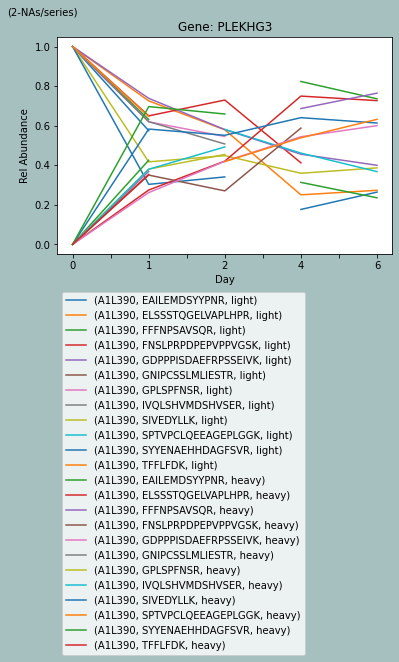 (2-NAs/series)
Gene: PLEKHG3
1.0
0.8
0.6
0.4
0.2
0.0
Rel Abundance
0 1 2 4 6
Day
(A1L390, EAILEMDSYYPNR, light)
(A1L390, ELSSSTQGELVAPLHPR, light)
(A1L390, FFFNPSAVSQR, light)
(A1L390, FNSLPRPDPEPVPPVGSK, light)
(A1L390, GDPPPISDAEFRPSSEIVK, light)
(A1L390, GNIPCSSLMLIESTR, light)
(A1L390, GPLSPFNSR, light)
(A1L390, IVQLSHVMDSHVSER, light)
(A1L390, SIVEDYLLK, light)
(A1L390, SPTVPCLQEEAGEPLGGK, light)
(A1L390, SYYENAEHHDAGFSVR, light)
(A1L390, TFFLFDK, light)
(A1L390, EAILEMDSYYPNR, heavy)
(A1L390, ELSSSTQGELVAPLHPR, heavy)
(A1L390, FFFNPSAVSQR, heavy)
(A1L390, FNSLPRPDPEPVPPVGSK, heavy)
(A1L390, GDPPPISDAEFRPSSEIVK, heavy)
(A1L390, GNIPCSSLMLIESTR, heavy)
(A1L390, GPLSPFNSR, heavy)
(A1L390, IVQLSHVMDSHVSER, heavy)
(A1L390, SIVEDYLLK, heavy)
(A1L390, SPTVPCLQEEAGEPLGGK, heavy)
(A1L390, SYYENAEHHDAGFSVR, heavy)
(A1L390, TFFLFDK, heavy)